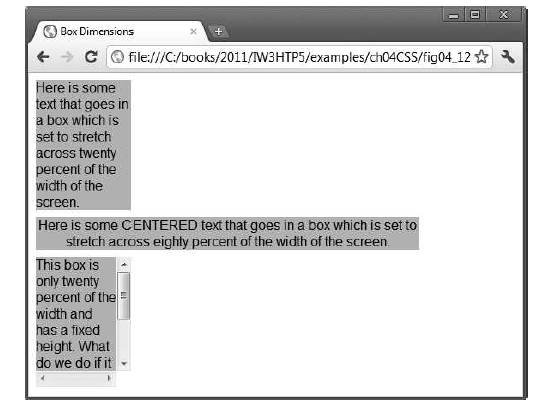 Box Dimensions
file:///C:/books/2011/IW3HTP5/examples/ch04CSS/fig04_12
Here is some
text that goes in
a box which is
set to stretch
across twenty
percent of the
width of the
screen.
Here is some CENTERED text that goes in a box which is set to
stretch across eighty percent of the width of the screen.
This box is
only twenty
percent of the
width and
has a fixed
height. What
do we do if it